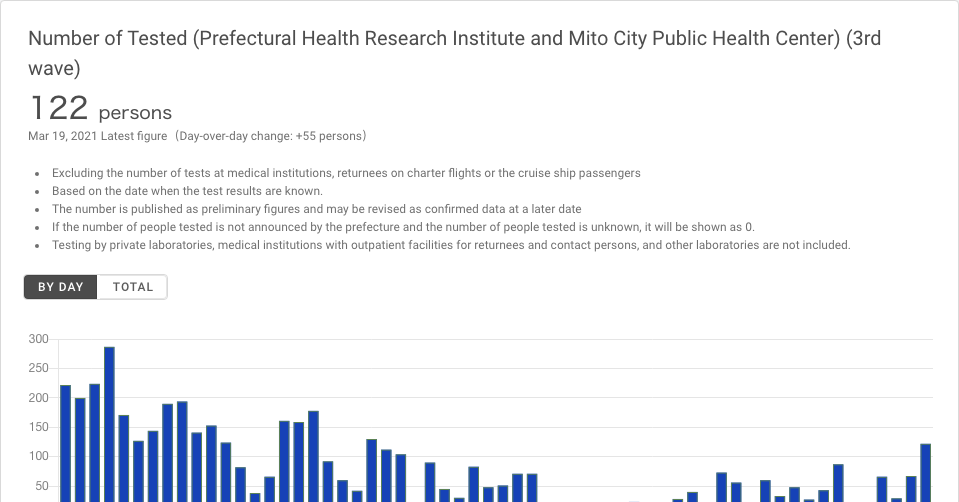 Number of Tested (Prefectural Health Research Institute and Mito City Public Health Center) (3rd
wave)
122 persons
Mar 19, 2021 Latest figure（Day-over-day change: +55 persons）
• Excluding the number of tests at medical institutions, returnees on charter flights or the cruise ship passengers
• Based on the date when the test results are known.
• The number is published as preliminary figures and may be revised as confirmed data at a later date
• If the number of people tested is not announced by the prefecture and the number of people tested is unknown, it will be shown as 0.
• Testing by private laboratories, medical institutions with outpatient facilities for returnees and contact persons, and other laboratories are not included.
BY DAY TOTAL
300
250
200
150
100
50